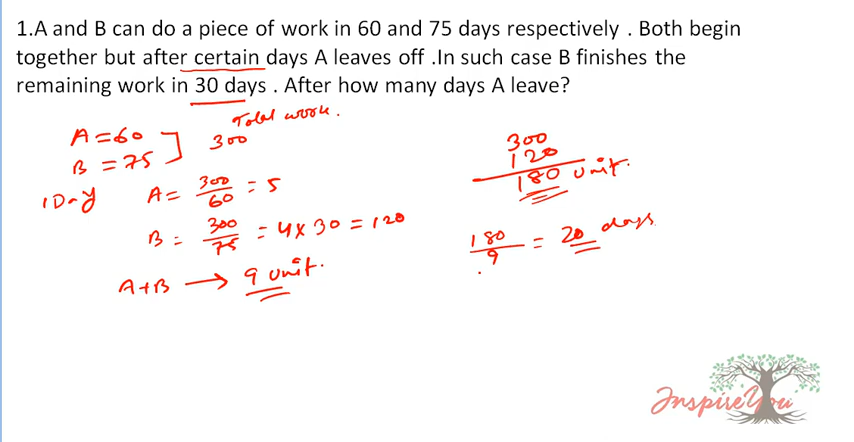 1.A and B can do a piece of work in 60 and 75 days respectively . Both begin
together but after certain days A leaves off .In such case B finishes the
remaining work in 30 days . After how many days A leave?
Total work.
A = 60
300
B = 75
1 Day A = 300/60 = 5
B = 300/75 = 4 x 30 = 120
A+B → 9 unit.
300
120
180 unit.
180/9 = 20 days
InspireYou